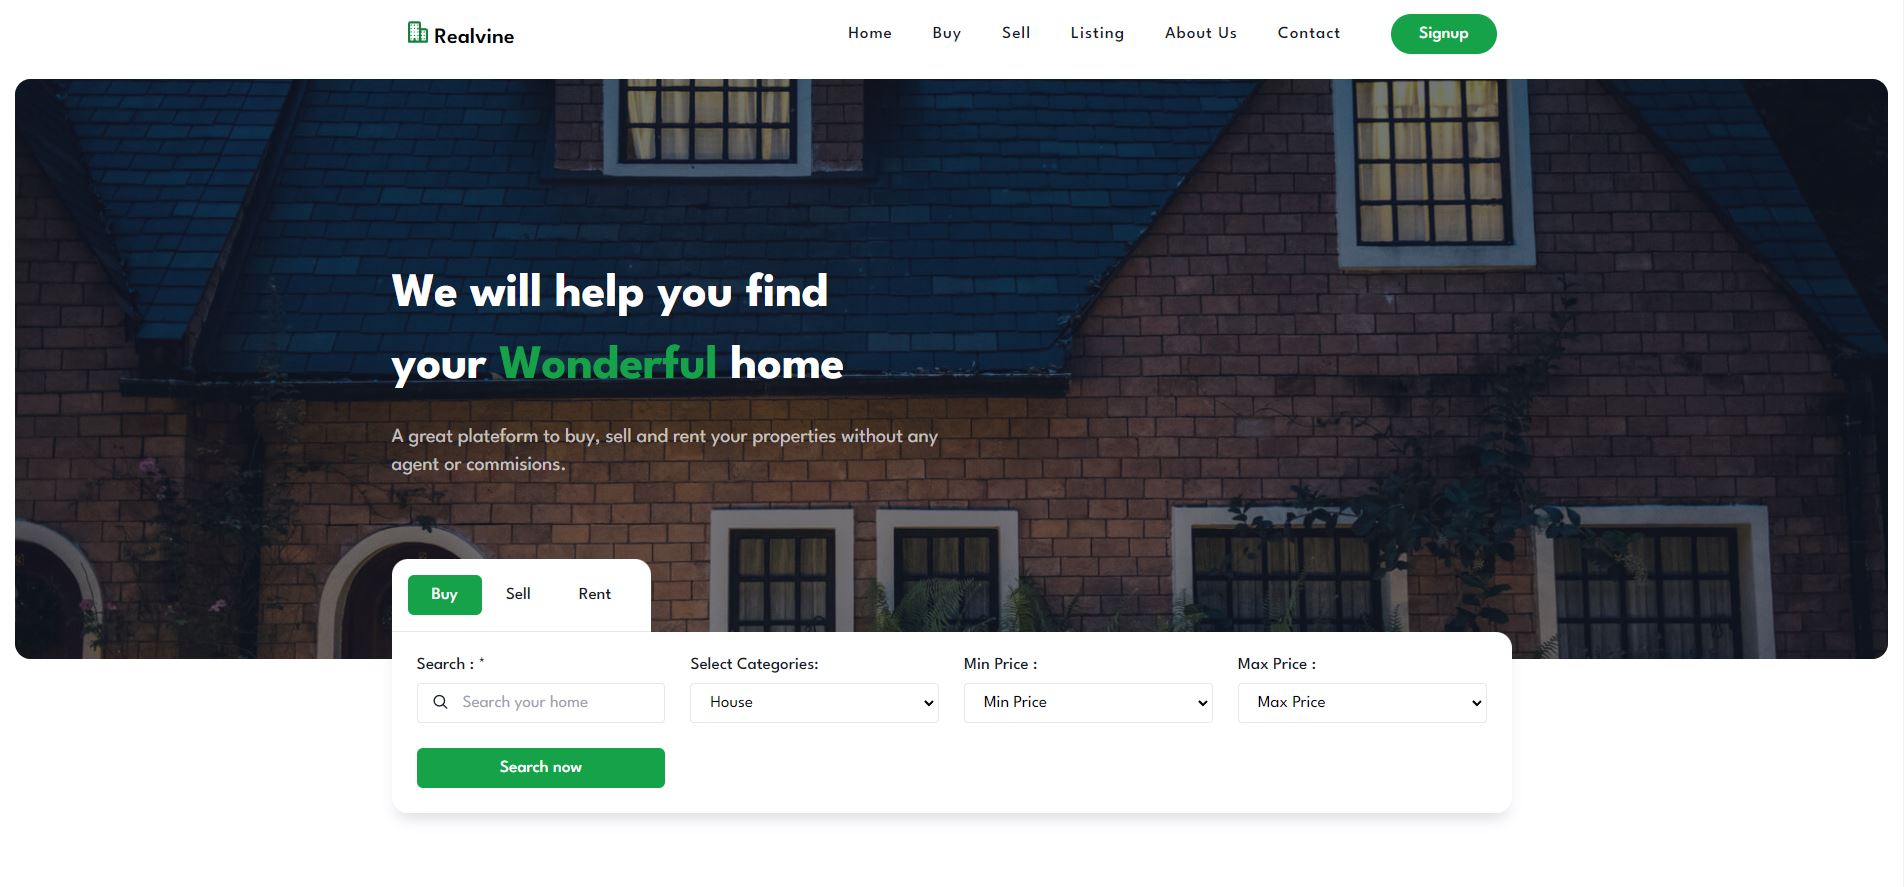 Realvine
Home Buy Sell Listing About Us Contact Signup
We will help you find
your Wonderful home
A great plateform to buy, sell and rent your properties without any
agent or commisions.
Buy Sell Rent
Search : * Select Categories: Min Price : Max Price :
Search your home House Min Price Max Price
Search now